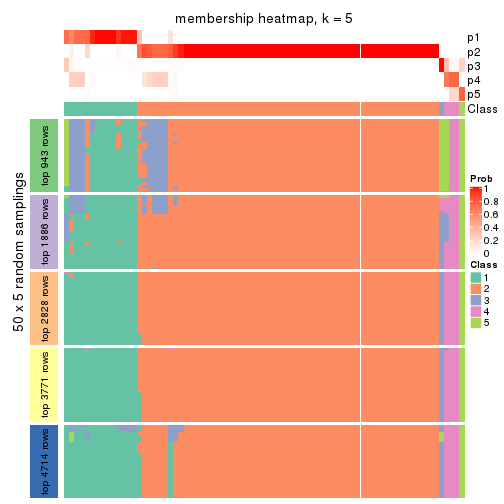 membership heatmap, k = 5
p1
p2
p3
p4
p5
Class
50 x 5 random samplings
top 943 rows
top 1886 rows
top 2828 rows
top 3771 rows
top 4714 rows
Prob
1
0.8
0.6
0.4
0.2
0
Class
1
2
3
4
5